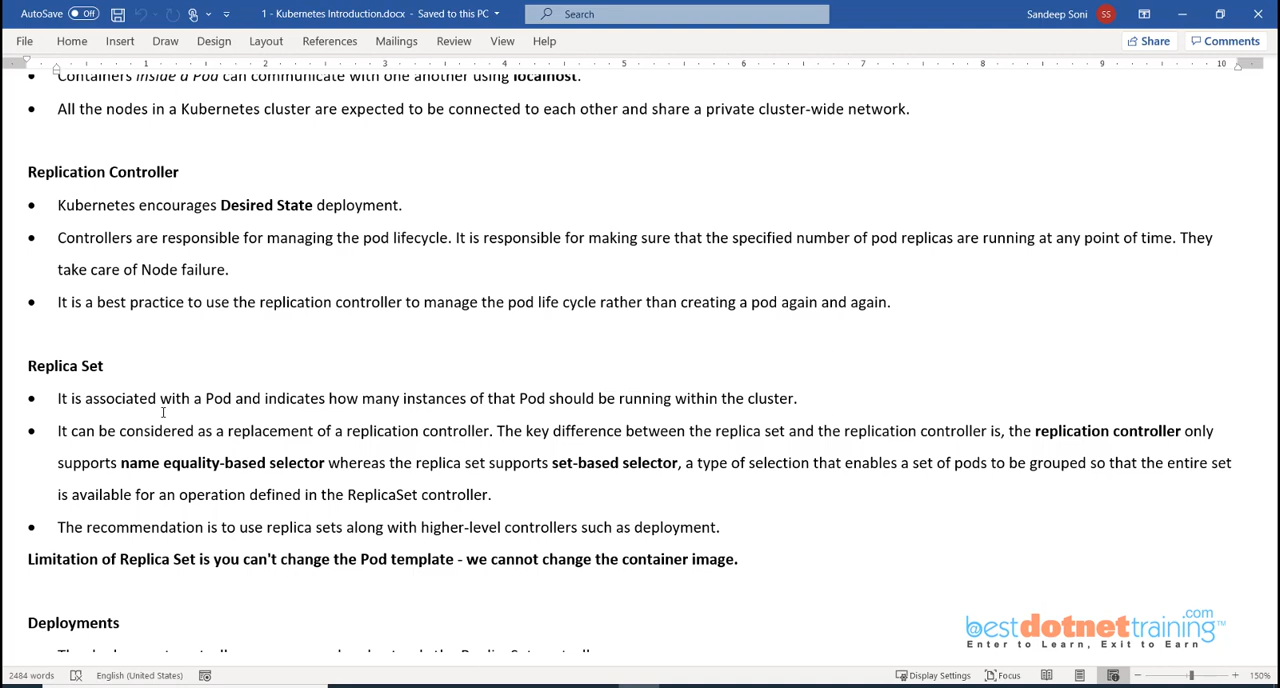 AutoSave Off 1 - Kubernetes Introduction.docx - Saved to this PC Search Sandeep Soni SS
File Home Insert Draw Design Layout References Mailings Review View Help Share Comments
1 2 3 4 5 6 7 8 9 10
• Containers inside a Pod can communicate with one another using localhost.
• All the nodes in a Kubernetes cluster are expected to be connected to each other and share a private cluster-wide network.
Replication Controller
• Kubernetes encourages Desired State deployment.
• Controllers are responsible for managing the pod lifecycle. It is responsible for making sure that the specified number of pod replicas are running at any point of time. They
take care of Node failure.
• It is a best practice to use the replication controller to manage the pod life cycle rather than creating a pod again and again.
Replica Set
• It is associated with a Pod and indicates how many instances of that Pod should be running within the cluster.
• It can be considered as a replacement of a replication controller. The key difference between the replica set and the replication controller is, the replication controller only
supports name equality-based selector whereas the replica set supports set-based selector, a type of selection that enables a set of pods to be grouped so that the entire set
is available for an operation defined in the ReplicaSet controller.
• The recommendation is to use replica sets along with higher-level controllers such as deployment.
Limitation of Replica Set is you can't change the Pod template - we cannot change the container image.
Deployments
@bestdotnettraining.com™
Enter to Learn, Exit to Earn
2484 words English (United States) Display Settings Focus 150%